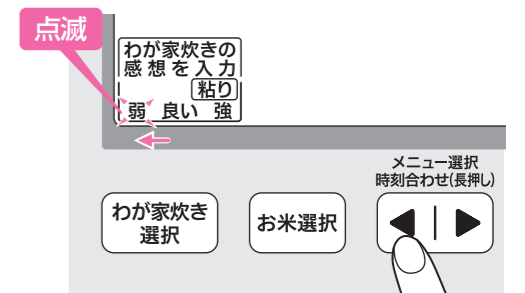 点滅
わが家炊きの
感想を入力
粘り
弱 良い 強
メニュー選択
時刻合わせ(長押し)
わが家炊き
選択
お米選択